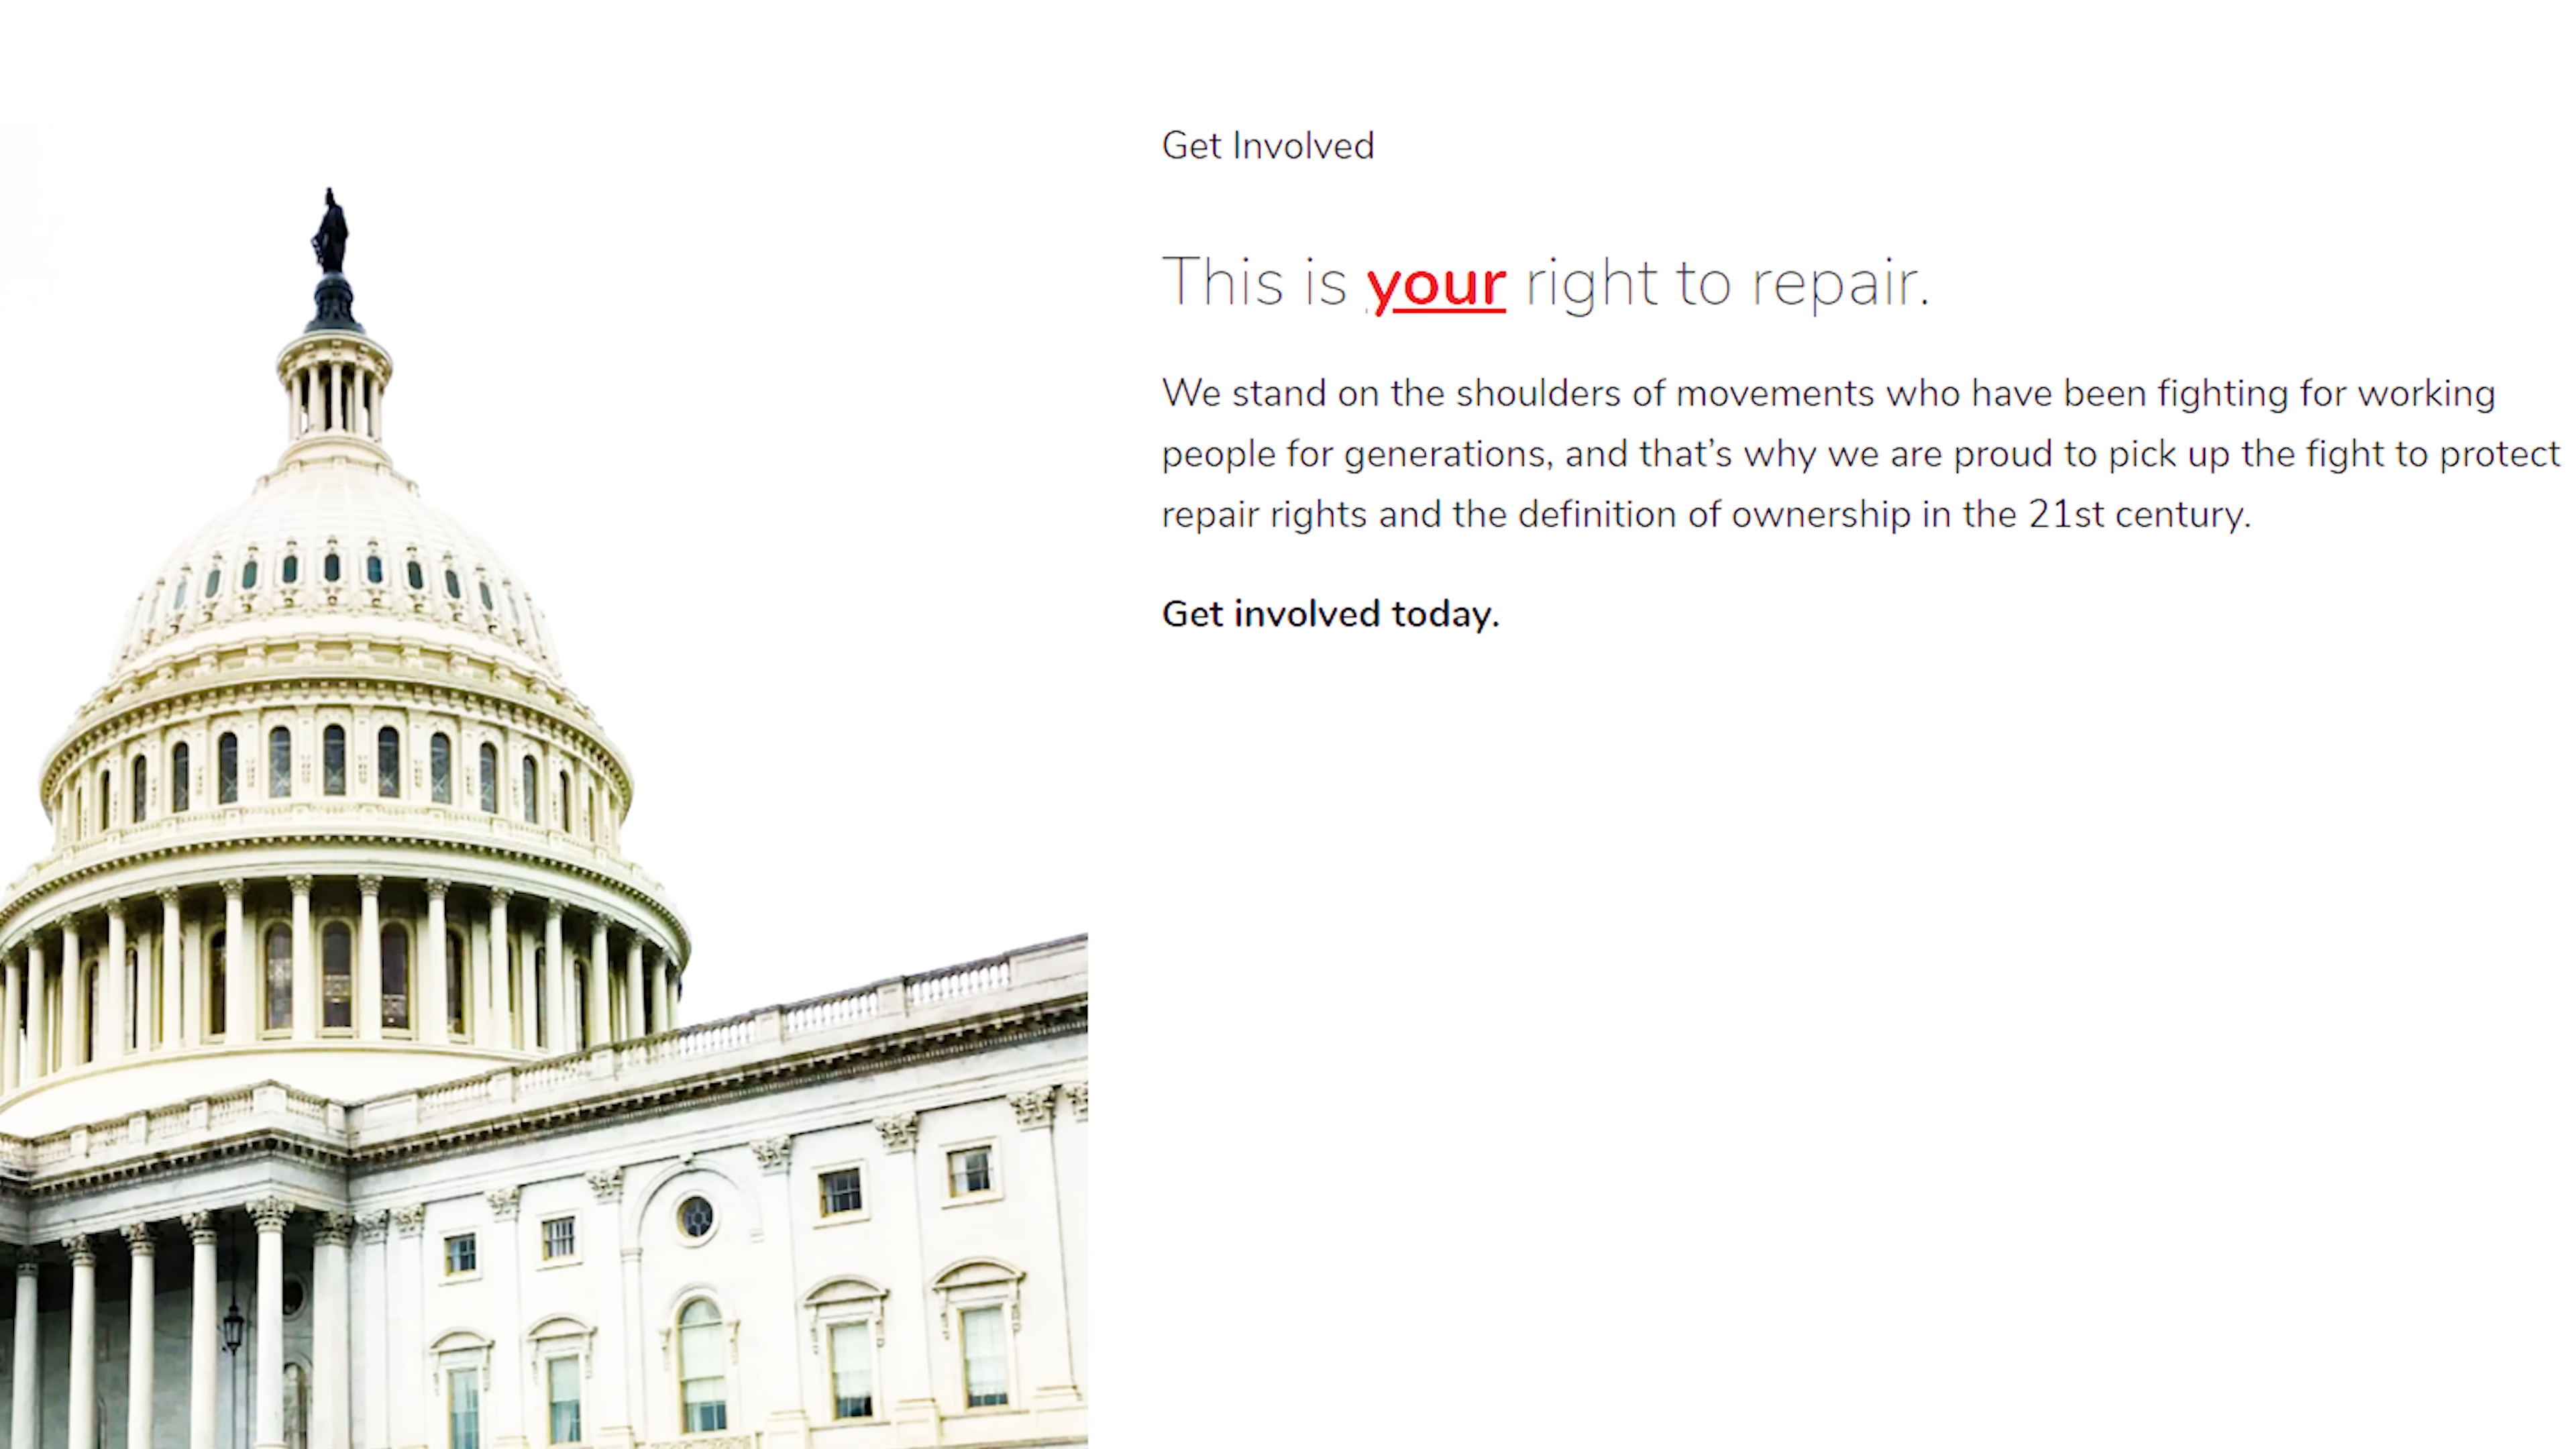 Get Involved
This is your right to repair.
We stand on the shoulders of movements who have been fighting for working
people for generations, and that’s why we are proud to pick up the fight to protect
repair rights and the definition of ownership in the 21st century.
Get involved today.